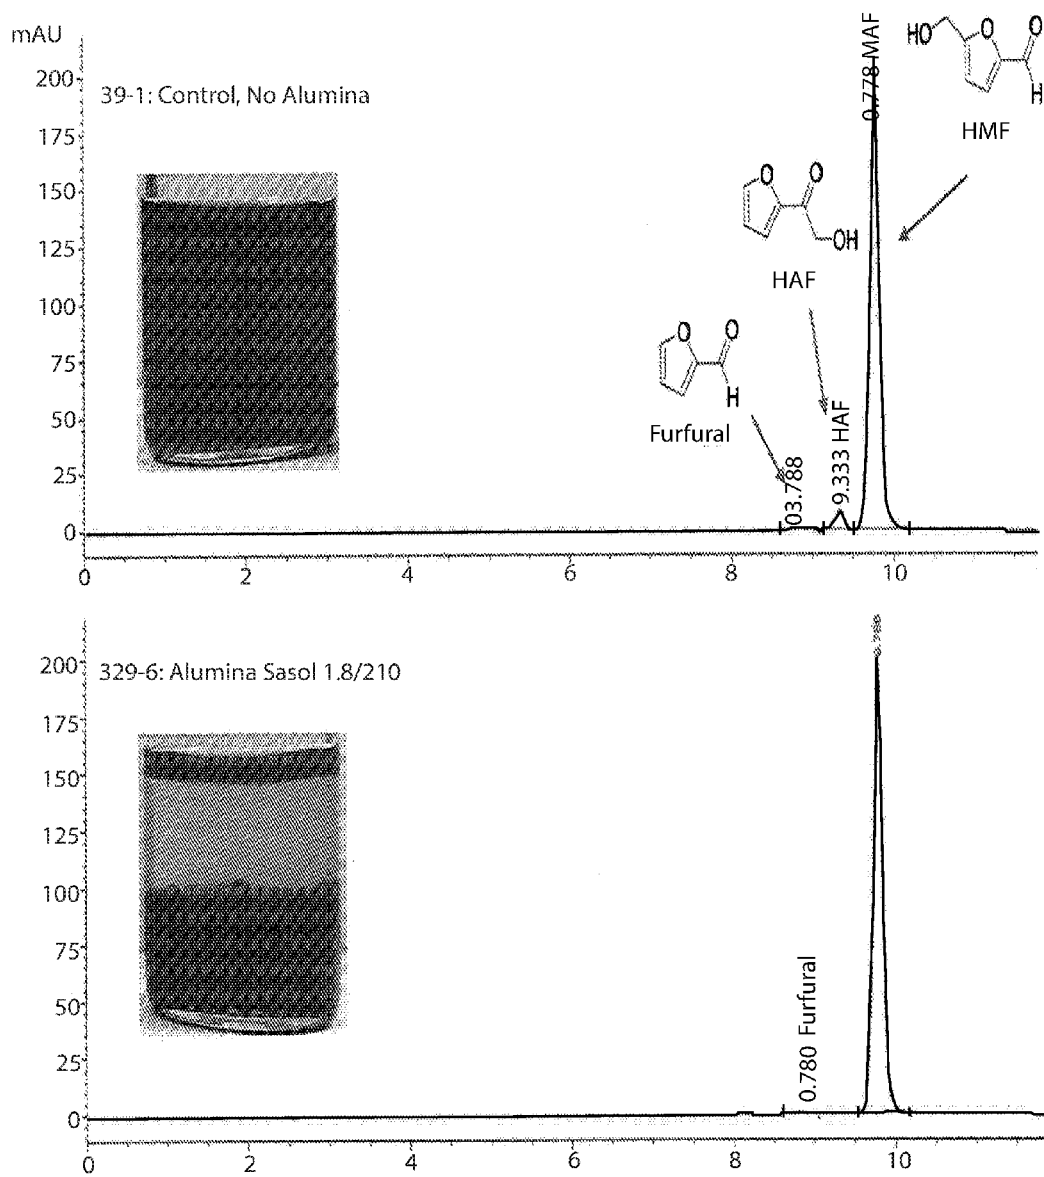 mAU
39-1: Control, No Alumina
200
175
150
125
100
75
50
25
0
0 2 4 6 8 10
HO O O
H
HMF
0.778 MAF
O O
OH
HAF
O O
H
Furfural
03.788
9.333 HAF
329-6: Alumina Sasol 1.8/210
200
175
150
125
100
75
50
25
0
0.780 Furfural
0 2 4 6 8 10